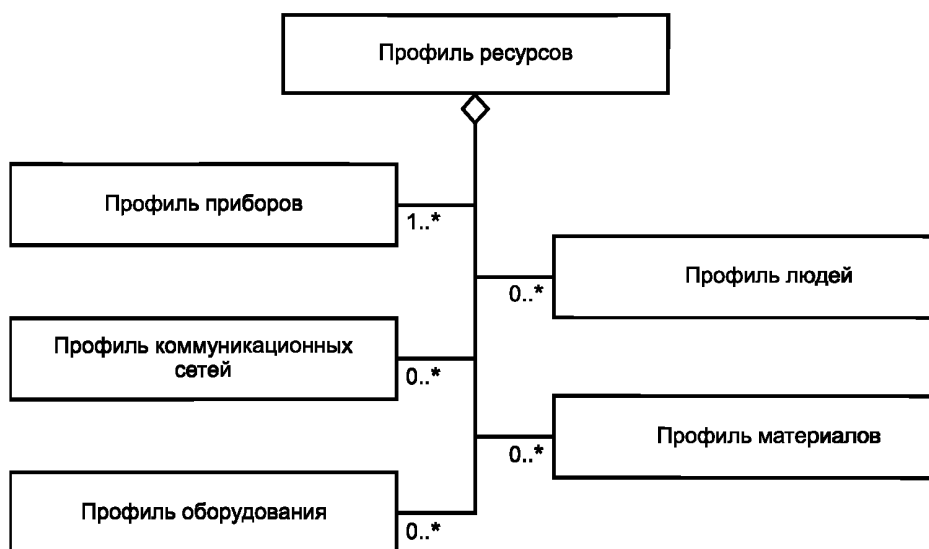 Профиль ресурсов
Профиль приборов
1..*
Профиль людей
0..*
Профиль коммуникационных
сетей
0..*
Профиль материалов
0..*
Профиль оборудования
0..*